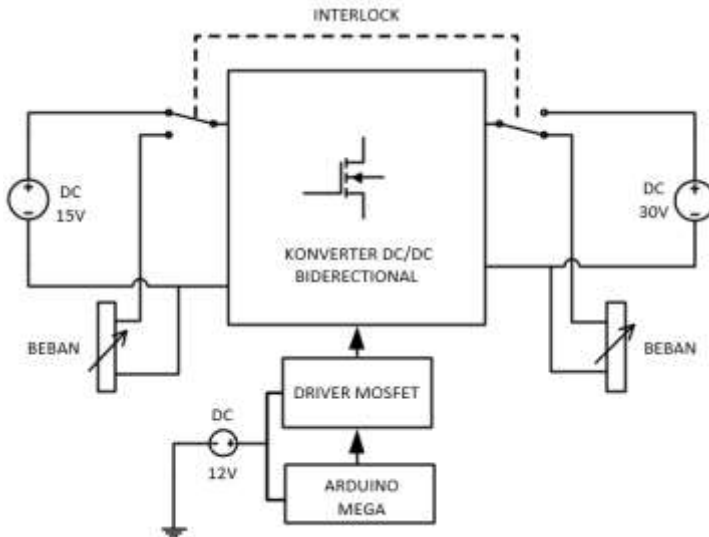 INTERLOCK
DC
15V
DC
30V
KONVERTER DC/DC
BIDERECTIONAL
BEBAN
BEBAN
DRIVER MOSFET
DC
12V
ARDUINO
MEGA